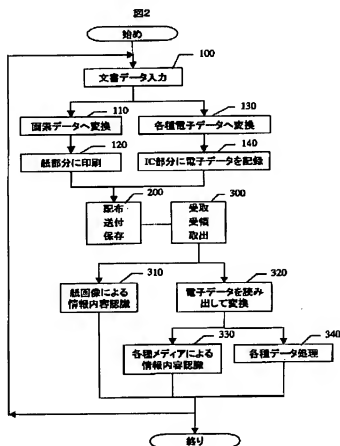 図2
始め
100
文書データ入力
110
130
画素データへ変換
各種電子データへ変換
120
140
紙部分に印刷
IC部分に電子データを記録
200
300
配布
送付
保存
受取
受領
取出
310
320
紙画像による
情報内容認識
電子データを読み
出して変換
330
340
各種メディアによる
情報内容認識
各種データ処理
終り